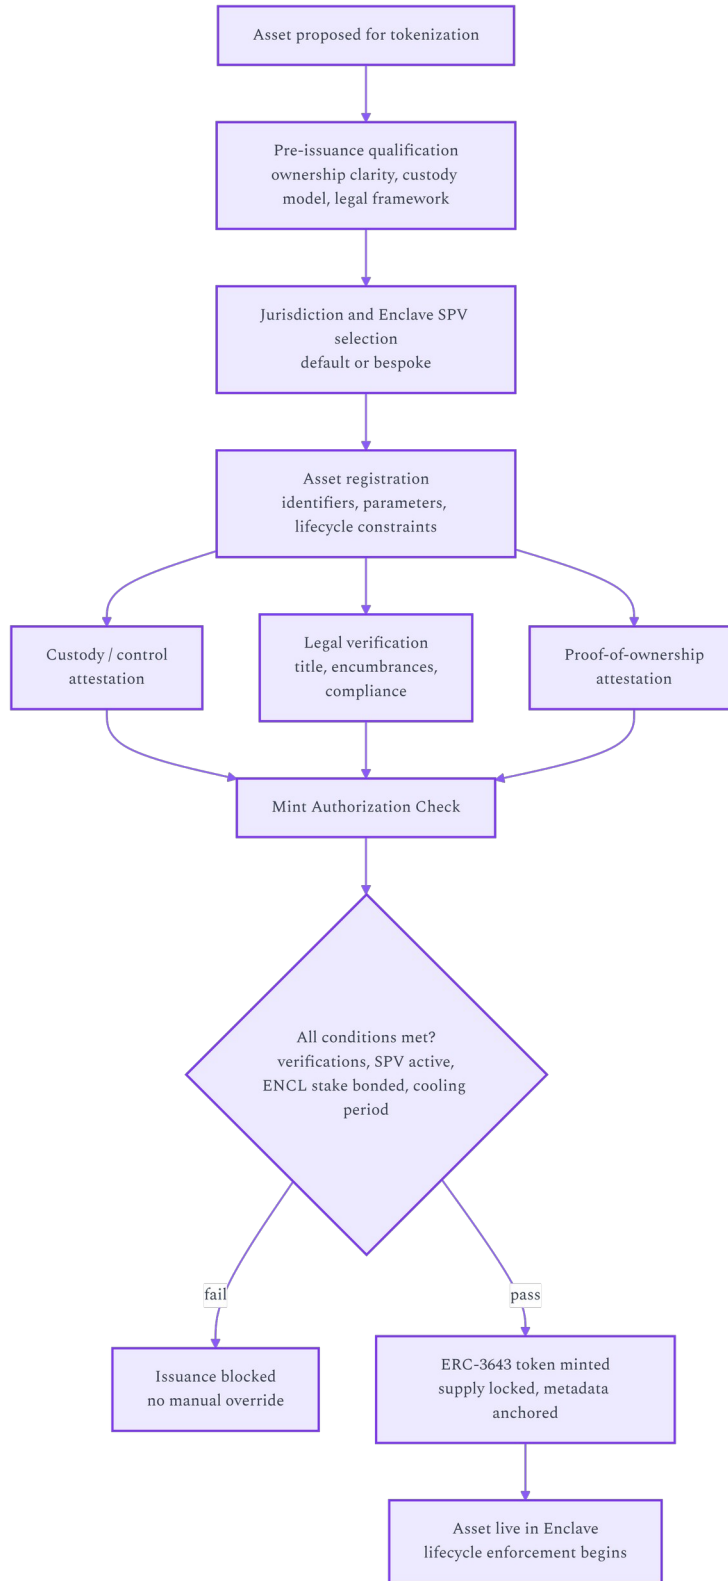 Asset proposed for tokenization
Pre-issuance qualification
ownership clarity, custody
model, legal framework
Jurisdiction and Enclave SPV
selection
default or bespoke
Asset registration
identifiers, parameters,
lifecycle constraints
Custody / control
attestation
Legal verification
title, encumbrances,
compliance
Proof-of-ownership
attestation
Mint Authorization Check
All conditions met?
verifications, SPV active,
ENCL stake bonded, cooling
period
fail
pass
Issuance blocked
no manual override
ERC-3643 token minted
supply locked, metadata
anchored
Asset live in Enclave
lifecycle enforcement begins